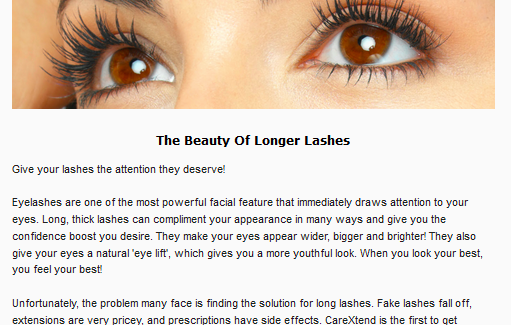 The Beauty Of Longer Lashes
Give your lashes the attention they deserve!
Eyelashes are one of the most powerful facial feature that immediately draws attention to your
eyes. Long, thick lashes can compliment your appearance in many ways and give you the
confidence boost you desire. They make your eyes appear wider, bigger and brighter! They also
give your eyes a natural 'eye lift', which gives you a more youthful look. When you look your best,
you feel your best!
Unfortunately, the problem many face is finding the solution for long lashes. Fake lashes fall off,
extensions are very pricey, and prescriptions have side effects. CareXtend is the first to get